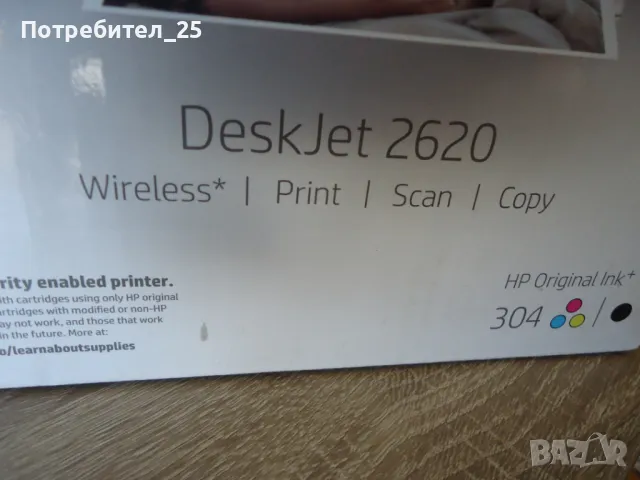 Потребител_25
DeskJet 2620
Wireless* | Print | Scan | Copy
rity enabled printer.
ith cartridges using only HP original
artridges with modified or non-HP
ay not work, and those that work
in the future. More at:
o/learnaboutsupplies
HP Original Ink+
304 /
BAZAR